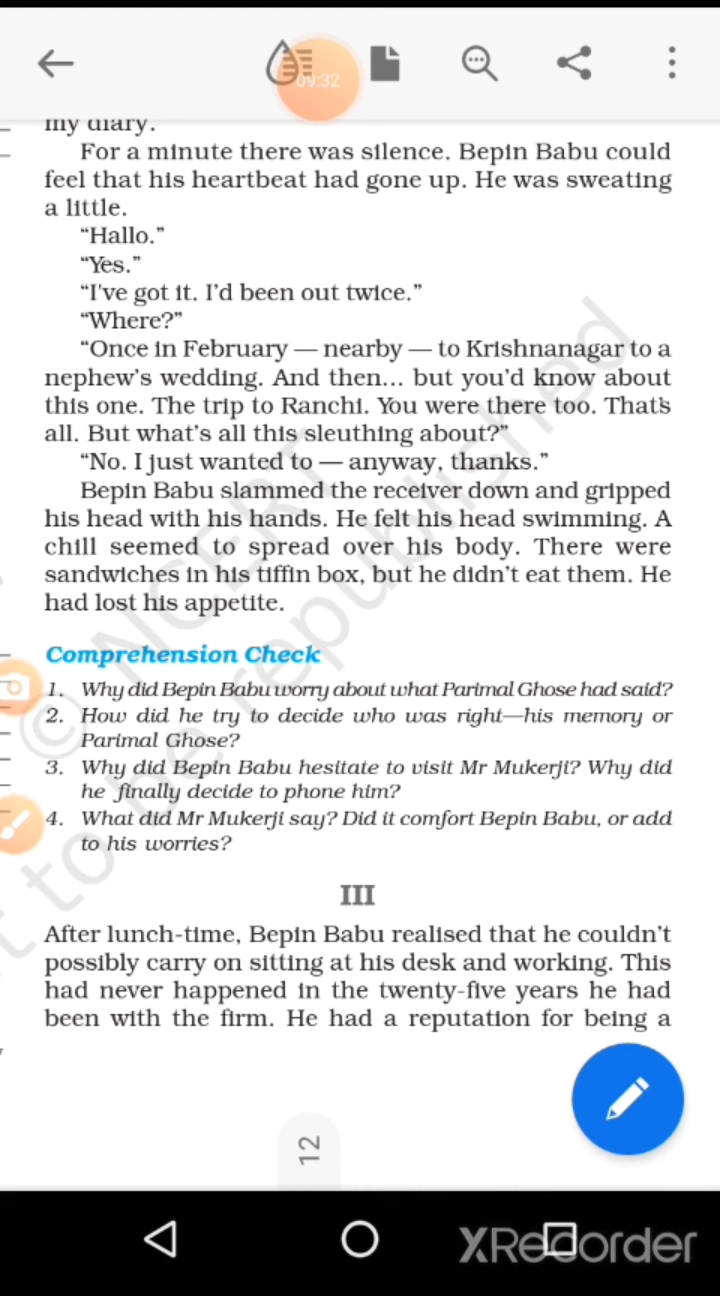 09:32
my diary.
For a minute there was silence. Bepin Babu could
feel that his heartbeat had gone up. He was sweating
a little.
“Hallo.”
“Yes.”
“I've got it. I’d been out twice.”
“Where?”
“Once in February — nearby — to Krishnanagar to a
nephew’s wedding. And then... but you’d know about
this one. The trip to Ranchi. You were there too. That’s
all. But what’s all this sleuthing about?”
“No. I just wanted to — anyway, thanks.”
Bepin Babu slammed the receiver down and gripped
his head with his hands. He felt his head swimming. A
chill seemed to spread over his body. There were
sandwiches in his tiffin box, but he didn’t eat them. He
had lost his appetite.
Comprehension Check
1. Why did Bepin Babu worry about what Parimal Ghose had said?
2. How did he try to decide who was right—his memory or
Parimal Ghose?
3. Why did Bepin Babu hesitate to visit Mr Mukerji? Why did
he finally decide to phone him?
4. What did Mr Mukerji say? Did it comfort Bepin Babu, or add
to his worries?
III
After lunch-time, Bepin Babu realised that he couldn’t
possibly carry on sitting at his desk and working. This
had never happened in the twenty-five years he had
been with the firm. He had a reputation for being a
12
XRecorder
© NCERT
not to be republished